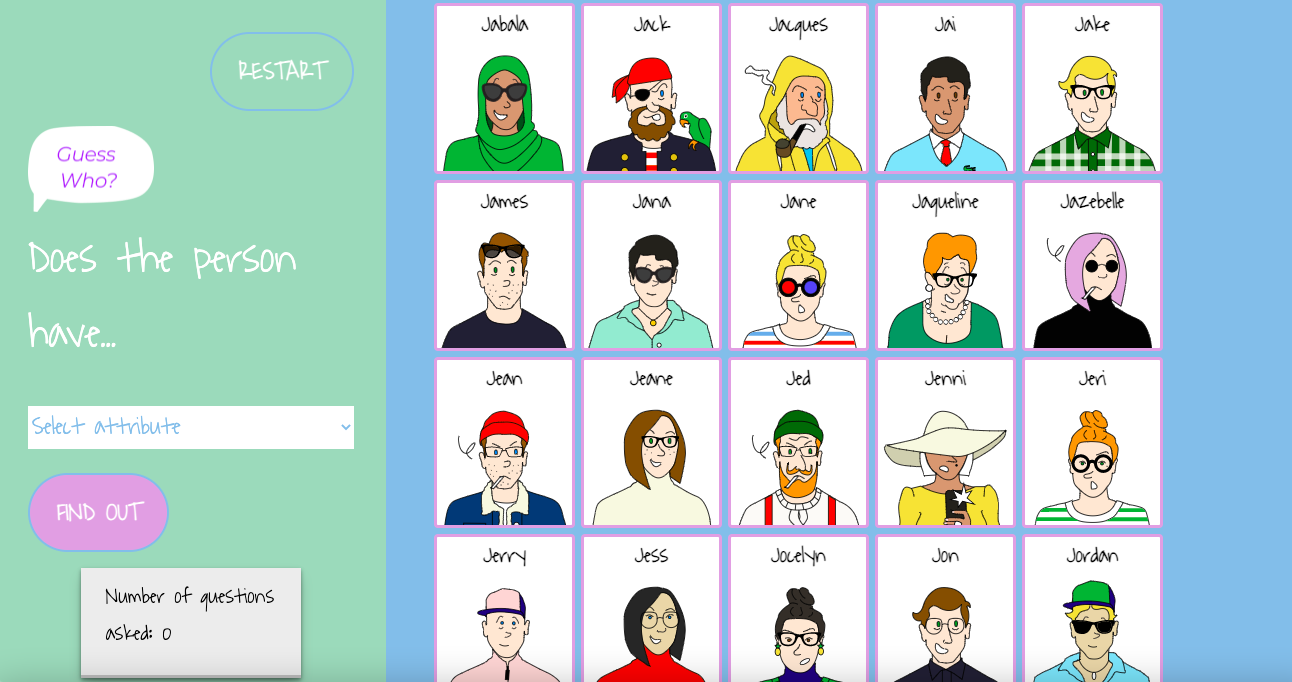 RESTART
Guess
Who?
Does the person
have...
Select attribute
FIND OUT
Number of questions
asked: 0
Jabala
Jack
Jacques
Jai
Jake
James
Jana
Jane
Jaqueline
Jazebelle
Jean
Jeane
Jed
Jenni
Jeri
Jerry
Jess
Jocelyn
Jon
Jordan